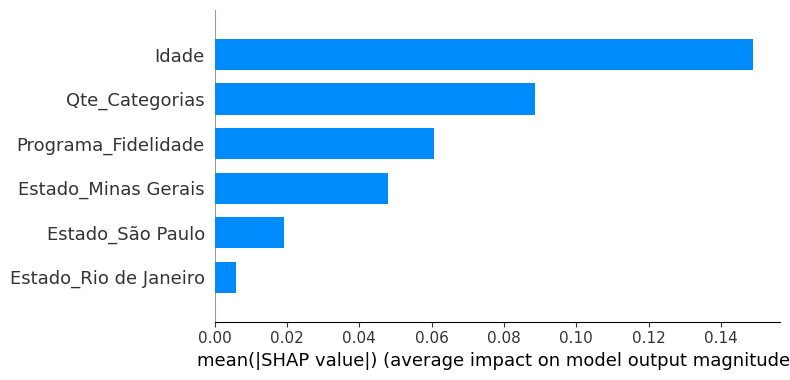 Idade
Qte_Categorias
Programa_Fidelidade
Estado_Minas Gerais
Estado_São Paulo
Estado_Rio de Janeiro
0.00 0.02 0.04 0.06 0.08 0.10 0.12 0.14
mean(|SHAP value|) (average impact on model output magnitude